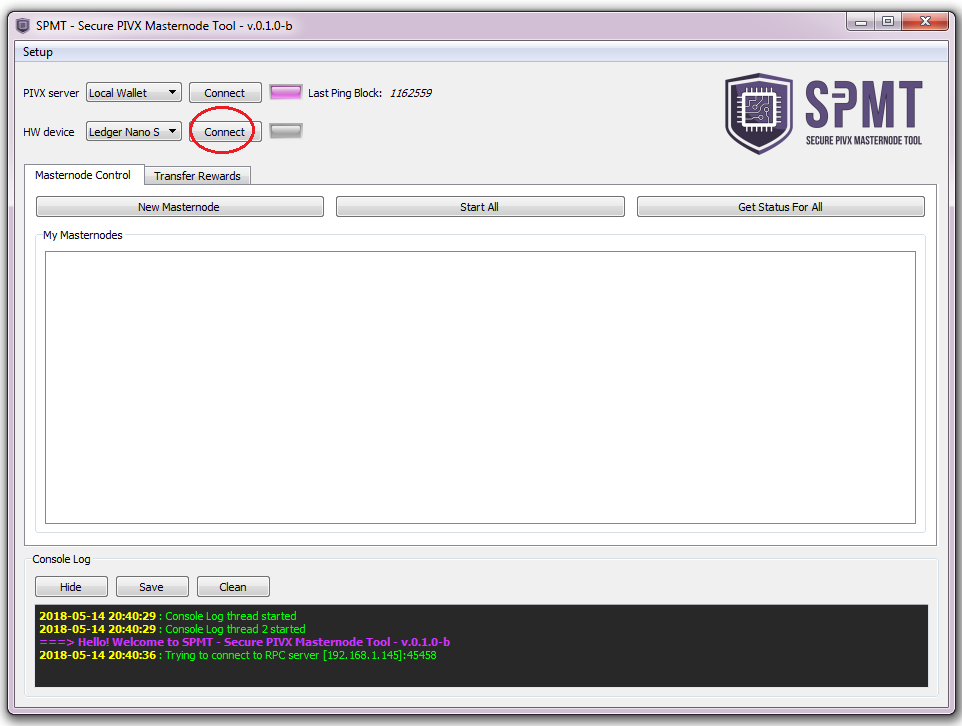 SPMT - Secure PIVX Masternode Tool - v.0.1.0-b
Setup
PIVX server Local Wallet Connect Last Ping Block: 1162559
HW device Ledger Nano S Connect
SPMT
SECURE PIVX MASTERNODE TOOL
Masternode Control Transfer Rewards
New Masternode Start All Get Status For All
My Masternodes
Console Log
Hide Save Clean
2018-05-14 20:40:29 : Console Log thread started
2018-05-14 20:40:29 : Console Log thread 2 started
===> Hello! Welcome to SPMT - Secure PIVX Masternode Tool - v.0.1.0-b
2018-05-14 20:40:36 : Trying to connect to RPC server [192.168.1.145]:45458